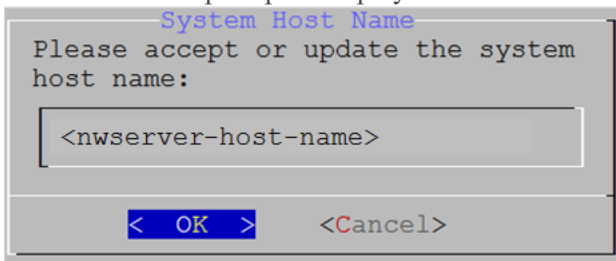 System Host Name
Please accept or update the system
host name:
<nwserver-host-name>
< OK > <Cancel>